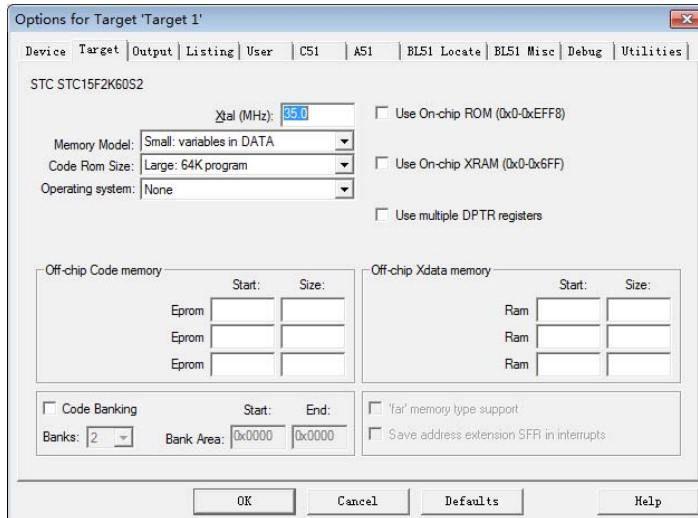 Options for Target 'Target 1'
Device Target Output Listing User C51 A51 BL51 Locate BL51 Misc Debug Utilities
STC STC15F2K60S2
Xtal (MHz): 35.0
Use On-chip ROM (0x0-0xEFF8)
Memory Model: Small: variables in DATA
Code Rom Size: Large: 64K program
Use On-chip XRAM (0x0-0x6FF)
Operating system: None
Use multiple DPTR registers
Off-chip Code memory
Start: Size:
Eprom
Eprom
Eprom
Off-chip Xdata memory
Start: Size:
Ram
Ram
Ram
Code Banking Start: End:
Banks: 2 Bank Area: 0x0000 0x0000
'far' memory type support
Save address extension SFR in interrupts
OK Cancel Defaults Help